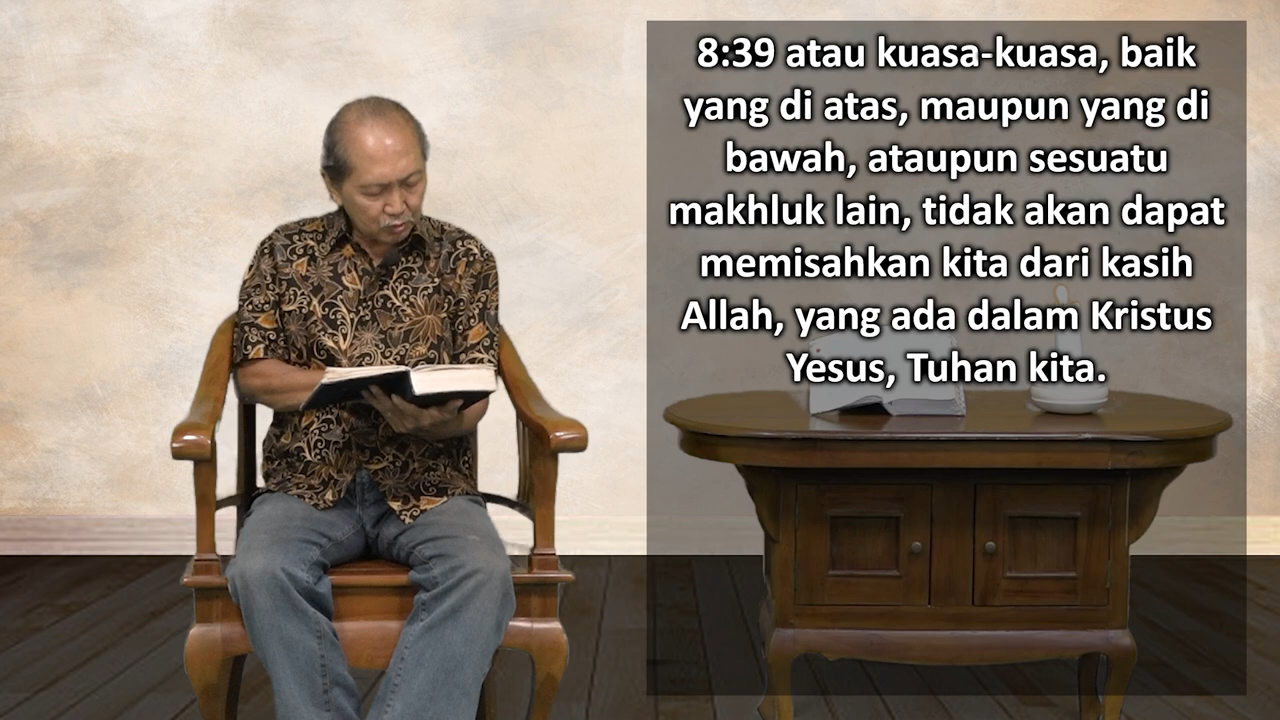 8:39 atau kuasa-kuasa, baik
yang di atas, maupun yang di
bawah, ataupun sesuatu
makhluk lain, tidak akan dapat
memisahkan kita dari kasih
Allah, yang ada dalam Kristus
Yesus, Tuhan kita.